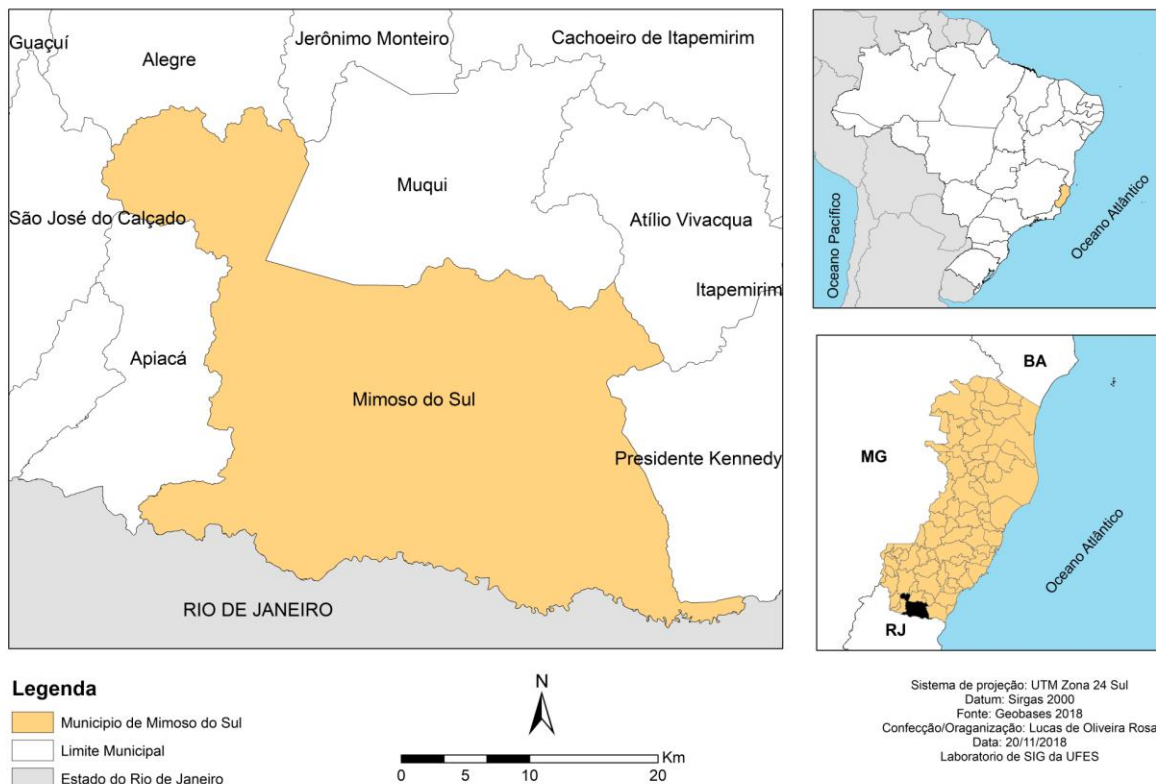 Guaçuí
Alegre
Jerônimo Monteiro
Cachoeiro de Itapemirim
Muqui
São José do Calçado
Atílio Vivacqua
Itapemirim
Apiacá
Mimoso do Sul
Presidente Kennedy
RIO DE JANEIRO
Oceano Pacífico
Oceano Atlântico
BA
MG
Oceano Atlântico
RJ
Legenda
Municipio de Mimoso do Sul
Limite Municipal
Estado do Rio de Janeiro
N
Km
0 5 10 20
Sistema de projeção: UTM Zona 24 Sul
Datum: Sirgas 2000
Fonte: Geobases 2018
Confecção/Oraganização: Lucas de Oliveira Rosa
Data: 20/11/2018
Laboratorio de SIG da UFES